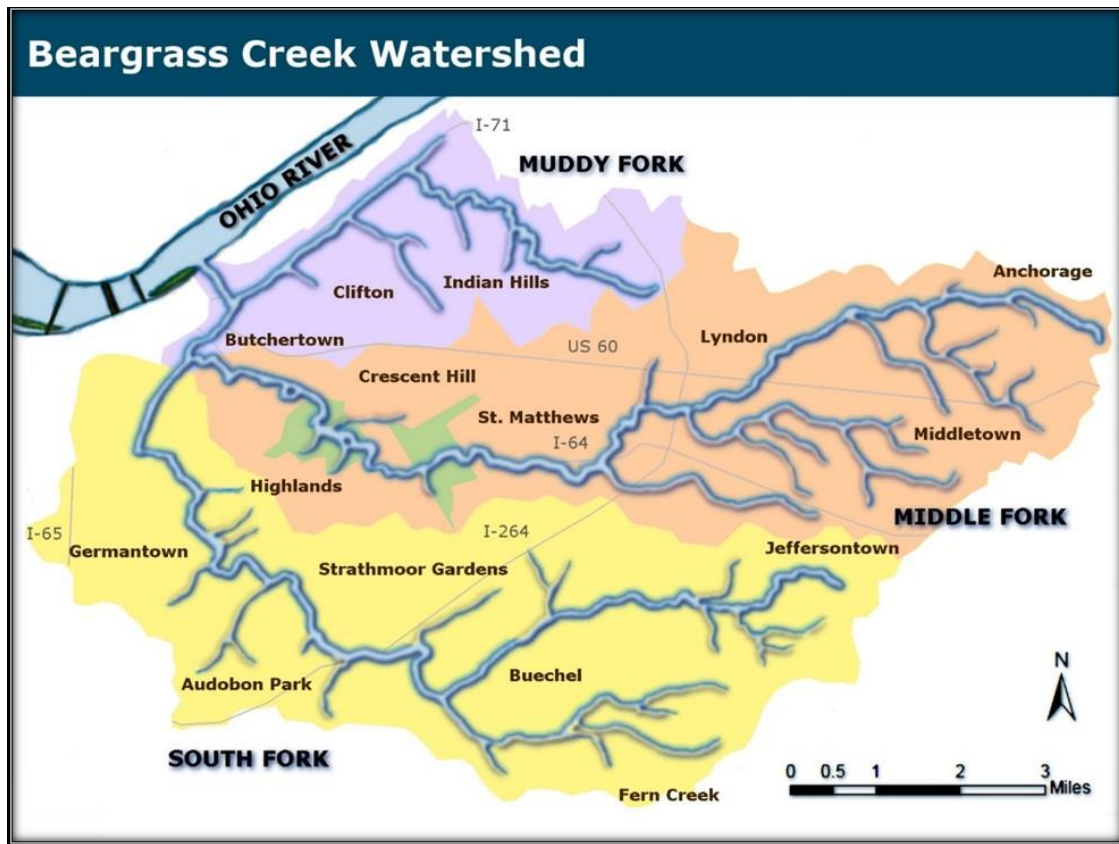 Beargrass Creek Watershed
I-71
MUDDY FORK
OHIO RIVER
Anchorage
Indian Hills
Clifton
Butchertown
US 60
Lyndon
Crescent Hill
St. Matthews
I-64
Middletown
Highlands
MIDDLE FORK
I-65
I-264
Germantown
Jeffersontown
Strathmoor Gardens
Audobon Park
Buechel
N
SOUTH FORK
0 0.5 1 2 3
Miles
Fern Creek